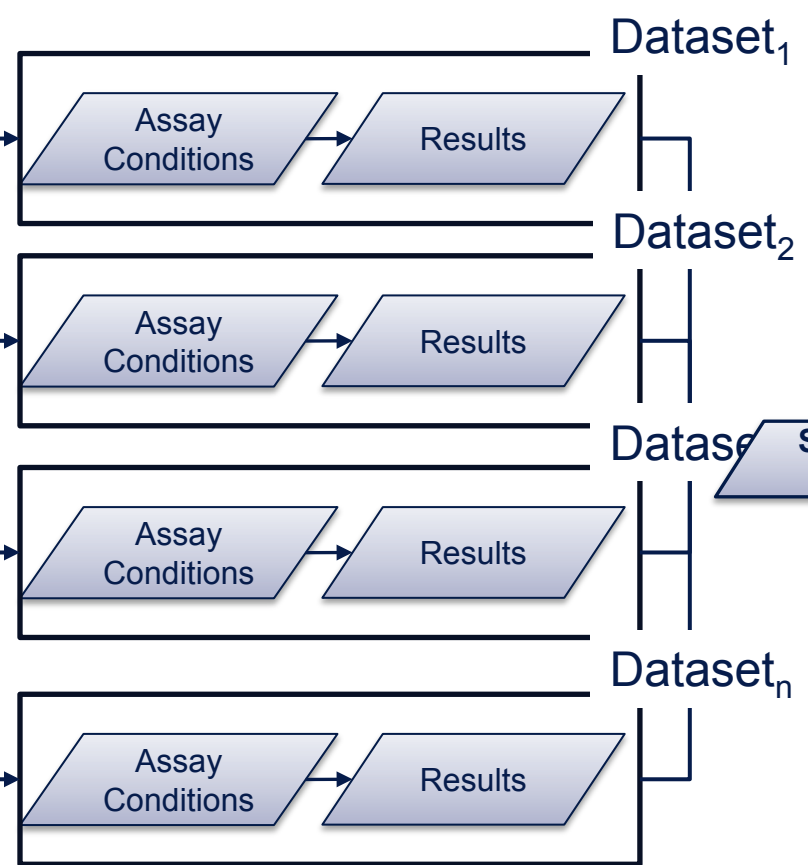 Dataset₁
Assay
Conditions
Results
Dataset₂
Assay
Conditions
Results
Assay
Conditions
Results
Datasetₙ
Assay
Conditions
Results